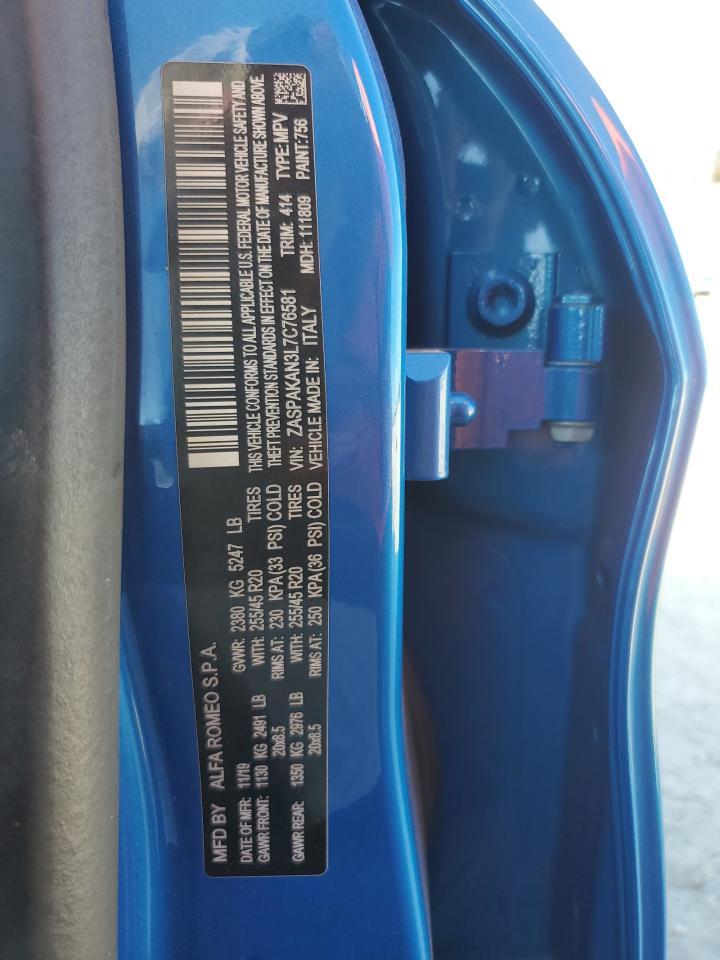 MFD BY ALFA ROMEO S.P.A.
DATE OF MFR: 11/19 GVWR: 2380 KG 5247 LB
GAWR FRONT: 1130 KG 2491 LB WITH: 255/45 R20 TIRES
20x8.5 RIMS AT: 230 KPA(33 PSI) COLD
GAWR REAR: 1350 KG 2976 LB WITH: 255/45 R20 TIRES
20x8.5 RIMS AT: 250 KPA(36 PSI) COLD
THIS VEHICLE CONFORMS TO ALL APPLICABLE U.S. FEDERAL MOTOR VEHICLE SAFETY AND
THEFT PREVENTION STANDARDS IN EFFECT ON THE DATE OF MANUFACTURE SHOWN ABOVE.
VIN: ZASPAKAN3L7C76581 TRIM: 414 TYPE: MPV
VEHICLE MADE IN: ITALY MDH: 111809 PAINT: 756